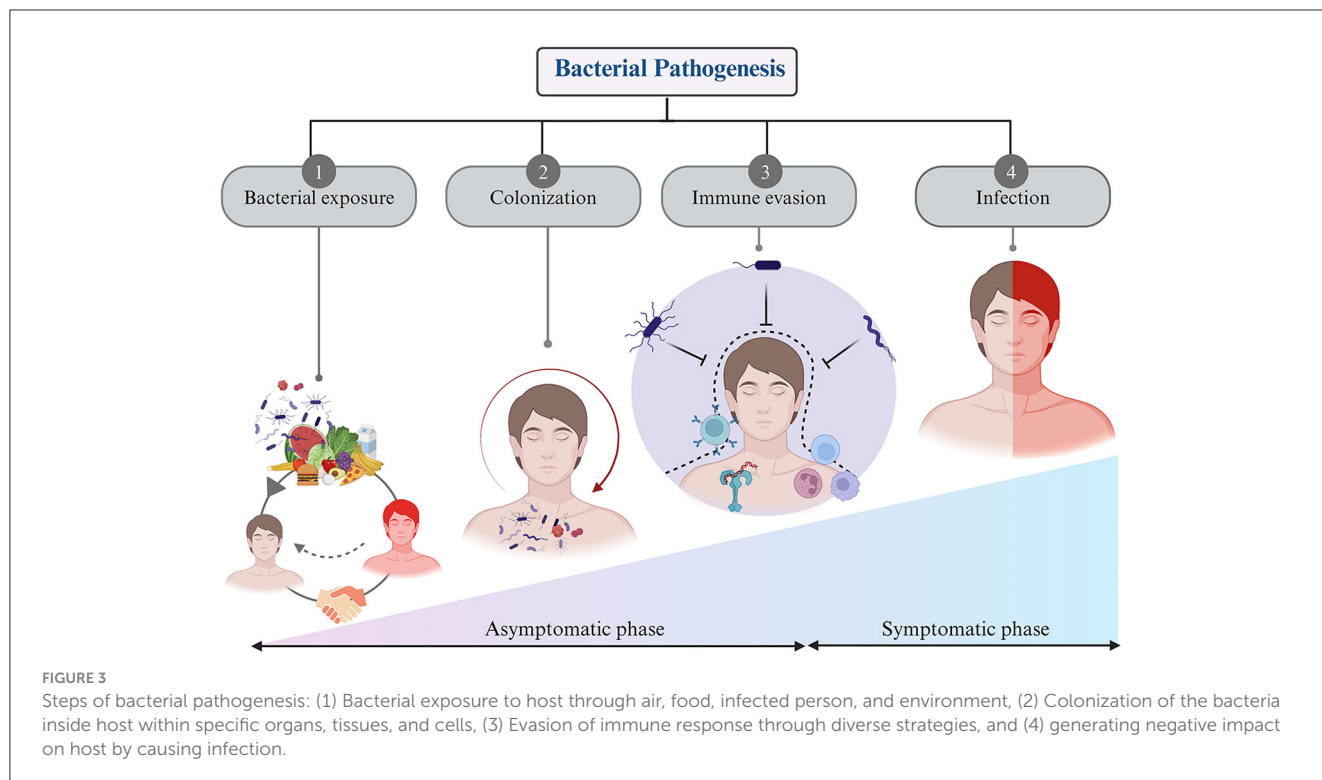 Bacterial Pathogenesis
1
Bacterial exposure
2
Colonization
3
Immune evasion
4
Infection
Asymptomatic phase
Symptomatic phase
FIGURE 3
Steps of bacterial pathogenesis: (1) Bacterial exposure to host through air, food, infected person, and environment, (2) Colonization of the bacteria
inside host within specific organs, tissues, and cells, (3) Evasion of immune response through diverse strategies, and (4) generating negative impact
on host by causing infection.